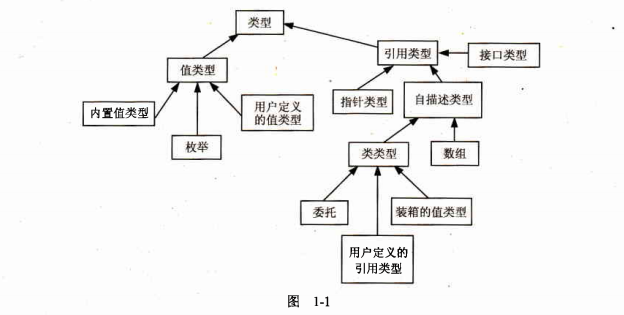 类型
引用类型
接口类型
值类型
指针类型
自描述类型
内置值类型
用户定义
的值类型
枚举
类类型
数组
委托
装箱的值类型
用户定义的
引用类型
图 1-1